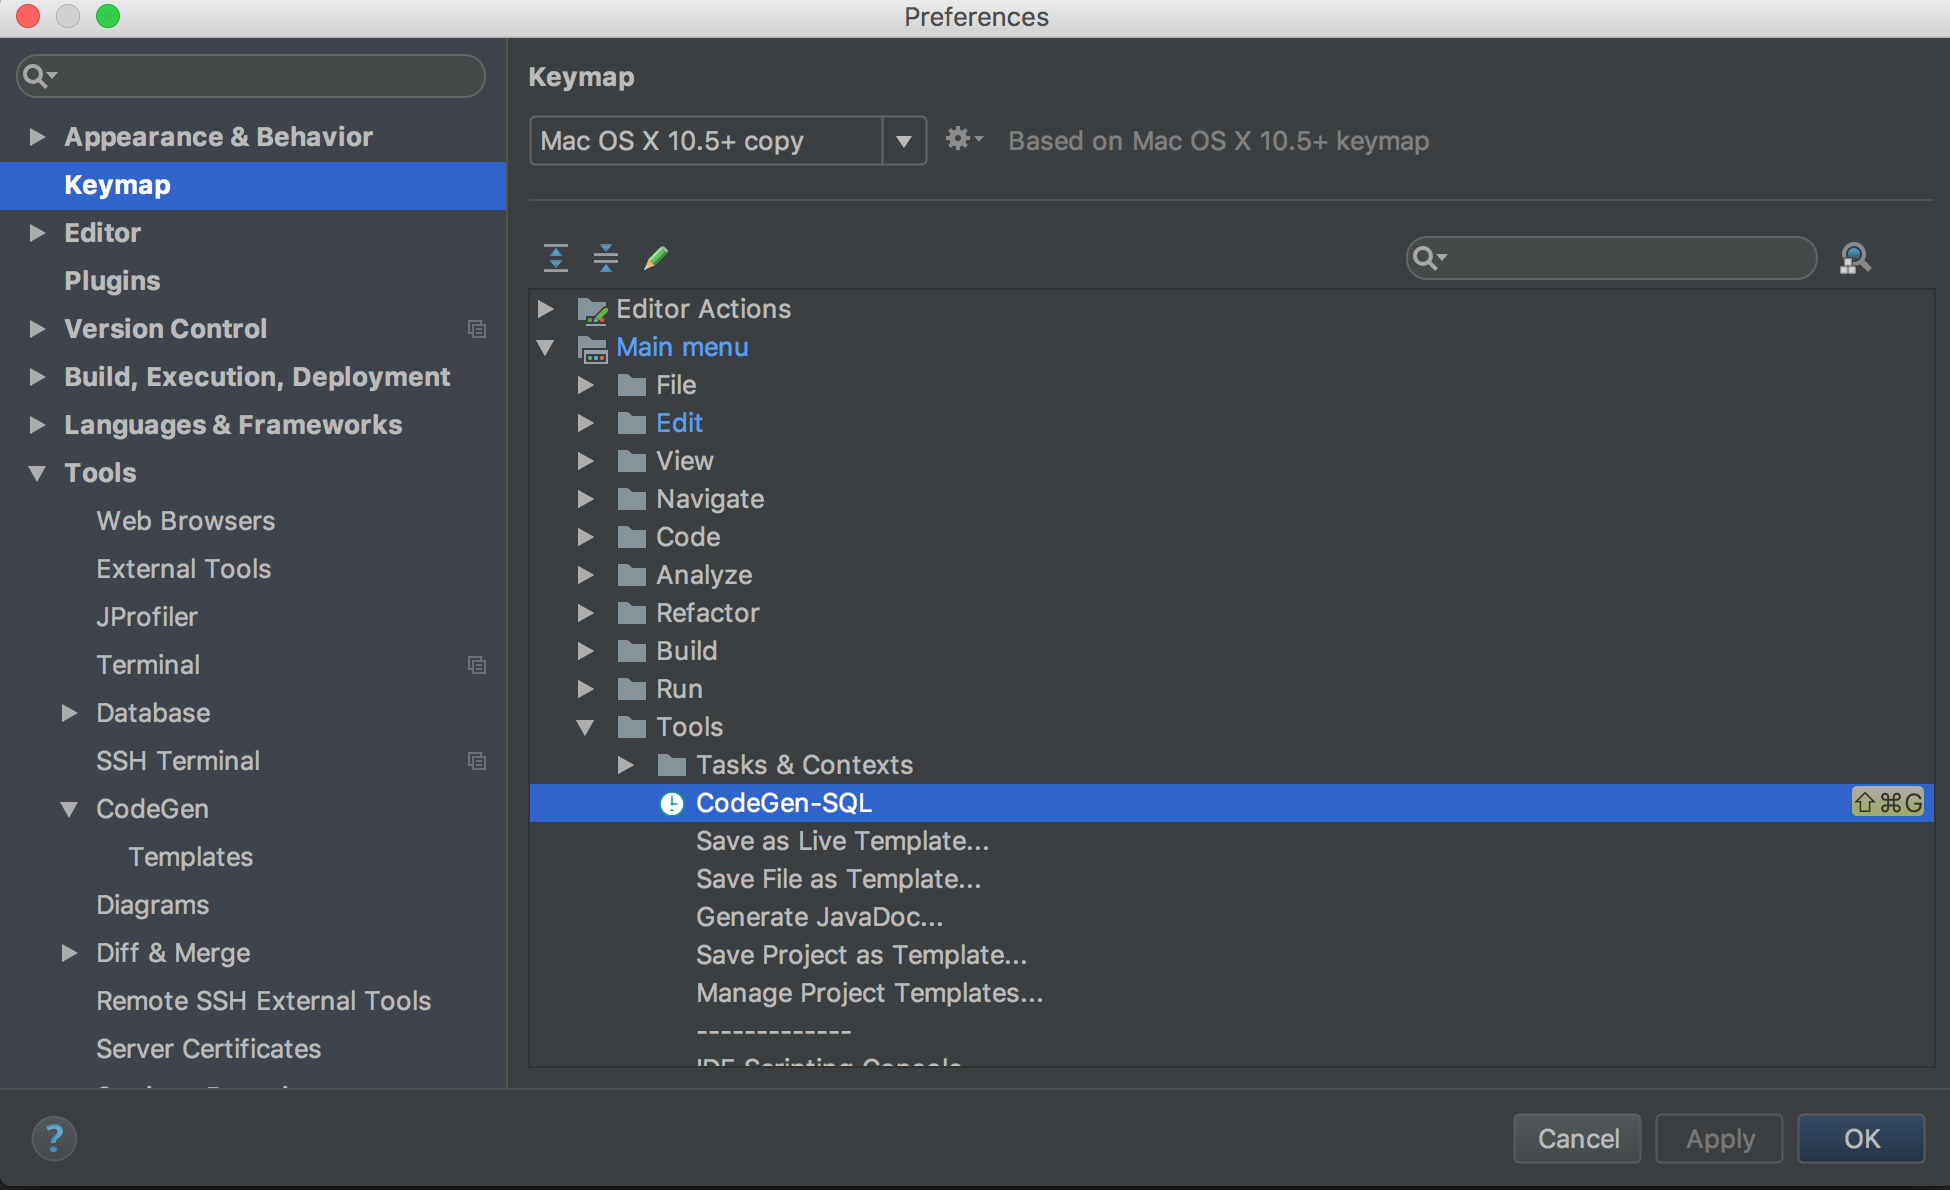 Preferences
Appearance & Behavior
Keymap
Editor
Plugins
Version Control
Build, Execution, Deployment
Languages & Frameworks
Tools
Web Browsers
External Tools
JProfiler
Terminal
Database
SSH Terminal
CodeGen
Templates
Diagrams
Diff & Merge
Remote SSH External Tools
Server Certificates
Keymap
Mac OS X 10.5+ copy
Based on Mac OS X 10.5+ keymap
Editor Actions
Main menu
File
Edit
View
Navigate
Code
Analyze
Refactor
Build
Run
Tools
Tasks & Contexts
CodeGen-SQL ⇧⌘G
Save as Live Template...
Save File as Template...
Generate JavaDoc...
Save Project as Template...
Manage Project Templates...
-------------
IDE Scripting Console
?
Cancel
Apply
OK